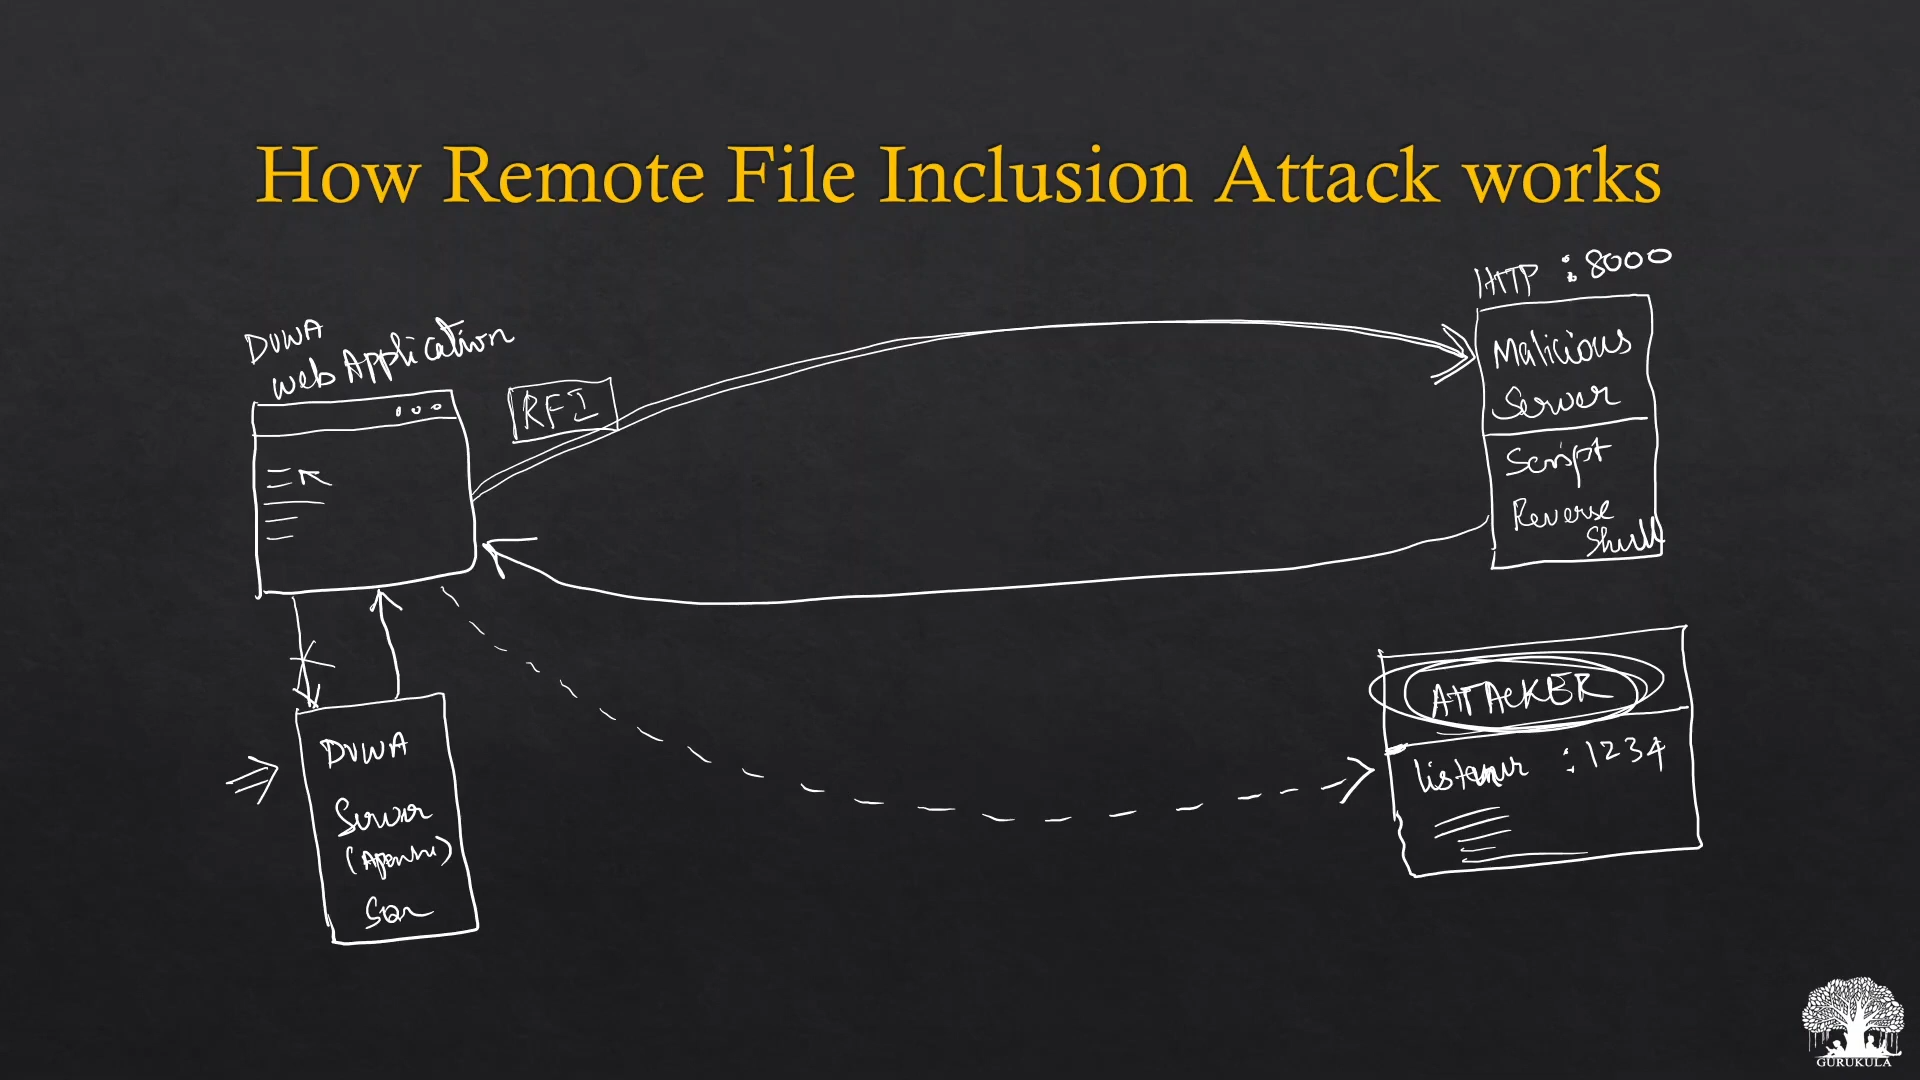 How Remote File Inclusion Attack works
HTTP :8000
DVWA
web Application
RFI
Malicious
Server
Script
Reverse
Shell
ATTACKER
listener :1234
DVWA
Server
GURUKULA